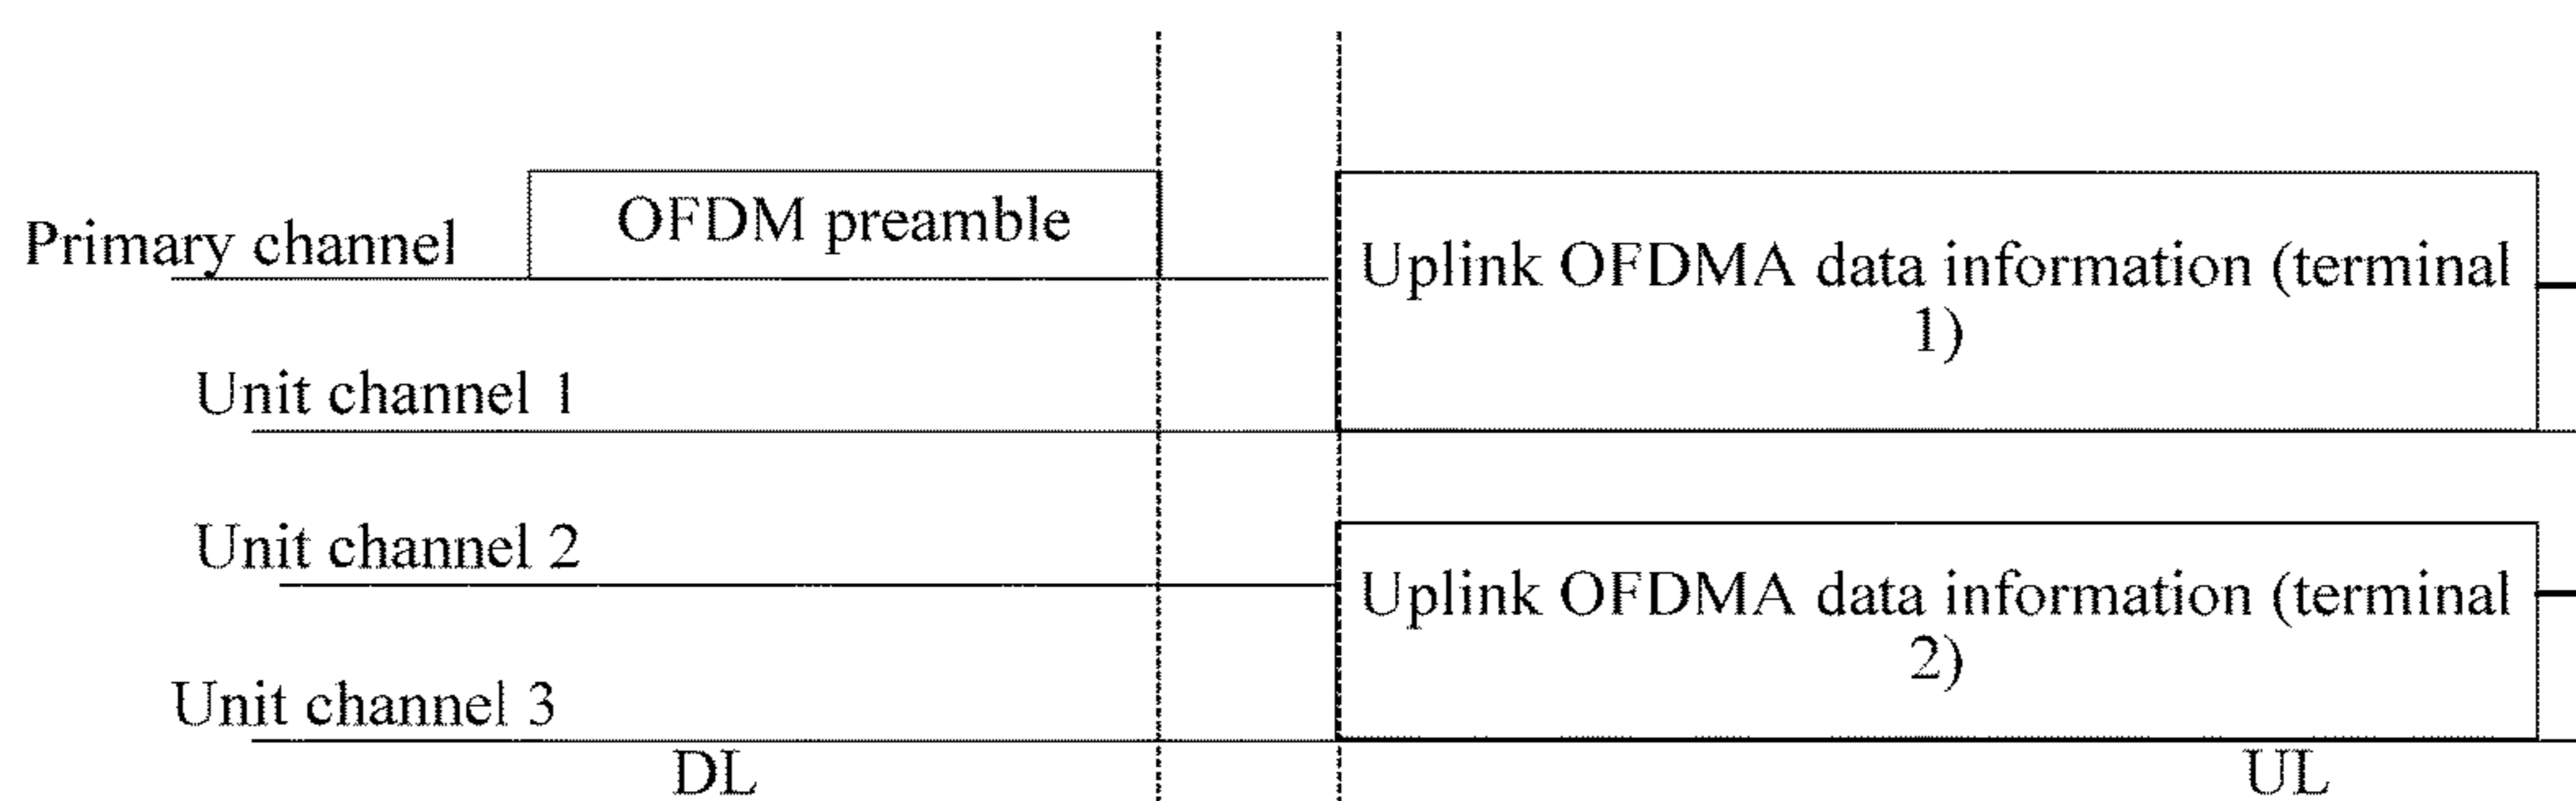 OFDM preamble
Primary channel
Uplink OFDMA data information (terminal
1)
Unit channel 1
Unit channel 2
Uplink OFDMA data information (terminal
2)
Unit channel 3
DL
UL